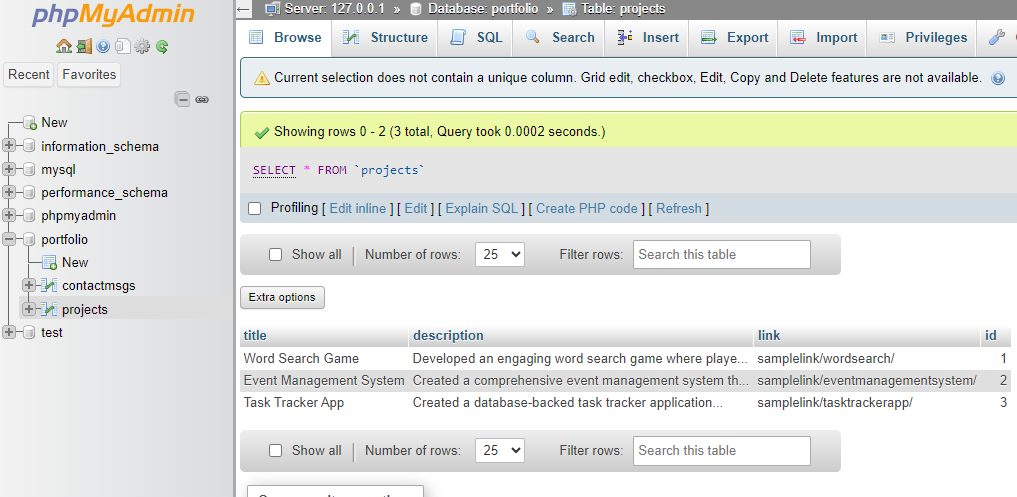 phpMyAdmin
Recent Favorites
New
information_schema
mysql
performance_schema
phpmyadmin
portfolio
New
contactmsgs
projects
test
Server: 127.0.0.1 » Database: portfolio » Table: projects
Browse Structure SQL Search Insert Export Import Privileges
Current selection does not contain a unique column. Grid edit, checkbox, Edit, Copy and Delete features are not available.
Showing rows 0 - 2 (3 total, Query took 0.0002 seconds.)
SELECT * FROM `projects`
Profiling [ Edit inline ] [ Edit ] [ Explain SQL ] [ Create PHP code ] [ Refresh ]
Show all Number of rows: 25 Filter rows: Search this table
Extra options
title description link id
Word Search Game Developed an engaging word search game where playe... samplelink/wordsearch/ 1
Event Management System Created a comprehensive event management system th... samplelink/eventmanagementsystem/ 2
Task Tracker App Created a database-backed task tracker application... samplelink/tasktrackerapp/ 3
Show all Number of rows: 25 Filter rows: Search this table